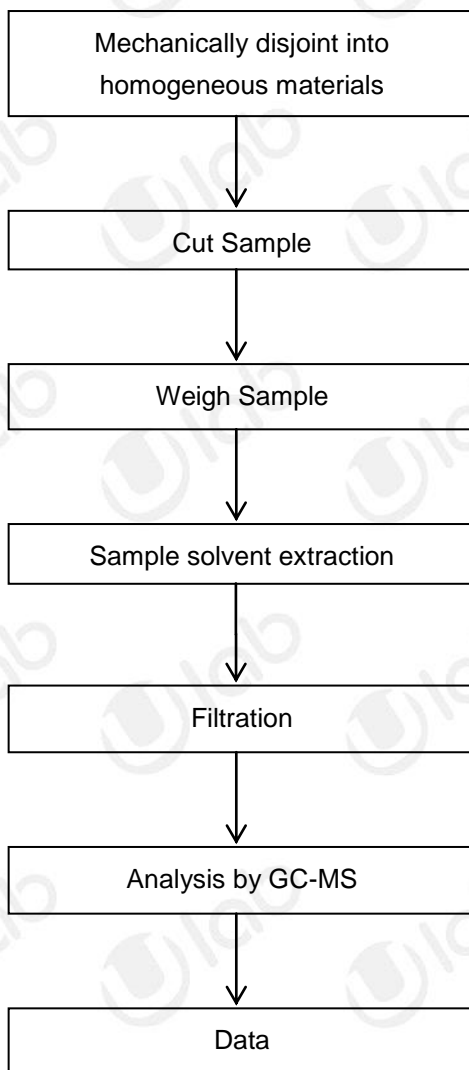 Mechanically disjoint into
homogeneous materials
Cut Sample
Weigh Sample
Sample solvent extraction
Filtration
Analysis by GC-MS
Data